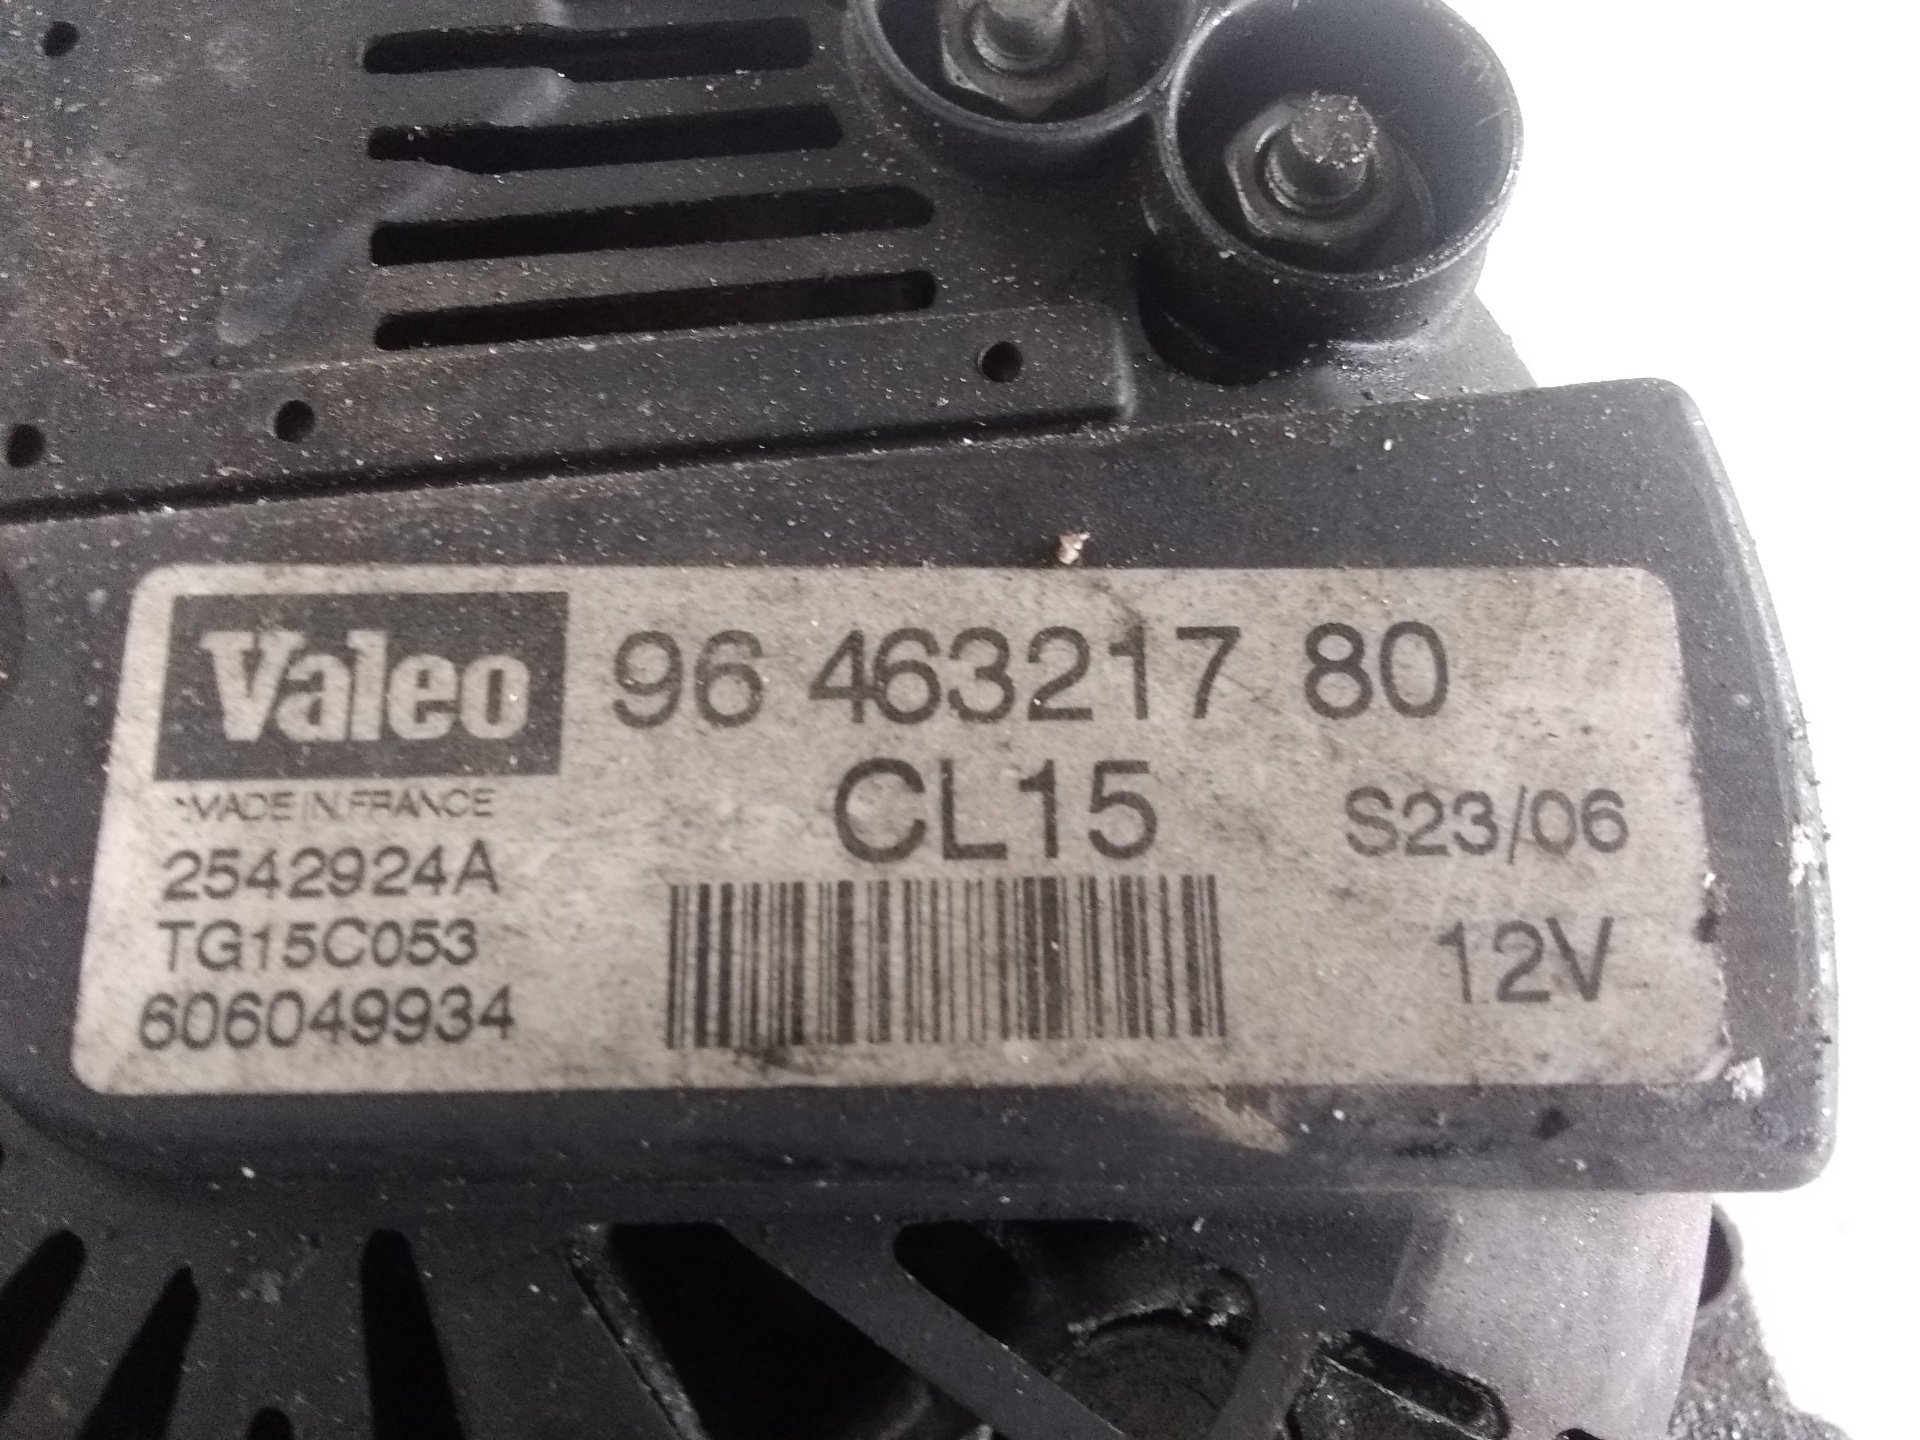 Valeo 96 463217 80
CL15
S23/06
MADE IN FRANCE
2542924A
TG15C053
12V
606049934